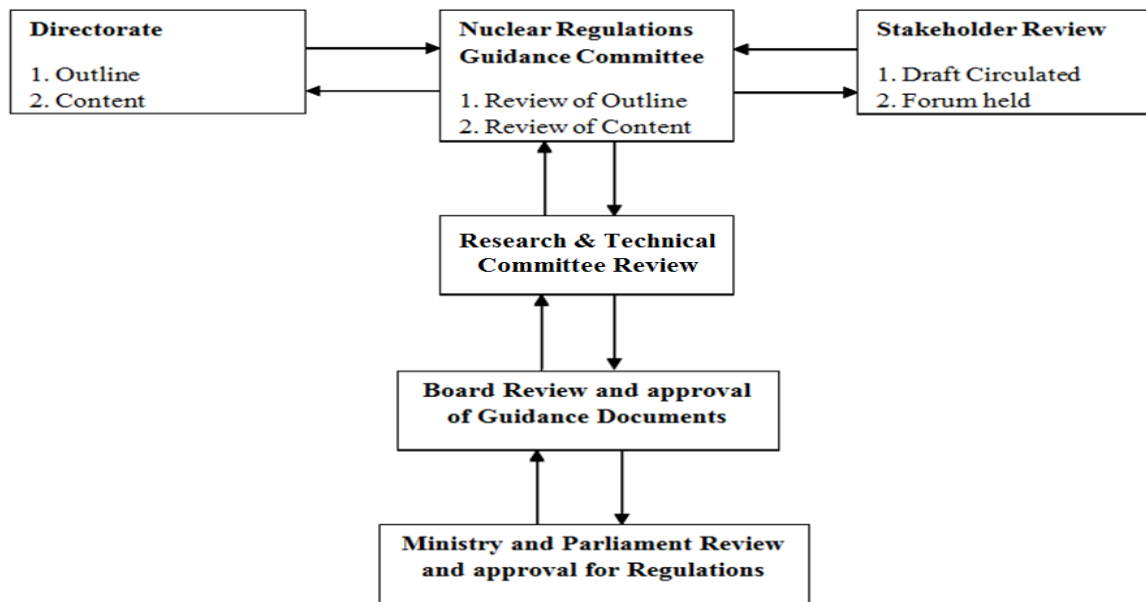 Directorate
1. Outline
2. Content
Nuclear Regulations
Guidance Committee
1. Review of Outline
2. Review of Content
Stakeholder Review
1. Draft Circulated
2. Forum held
Research & Technical
Committee Review
Board Review and approval
of Guidance Documents
Ministry and Parliament Review
and approval for Regulations